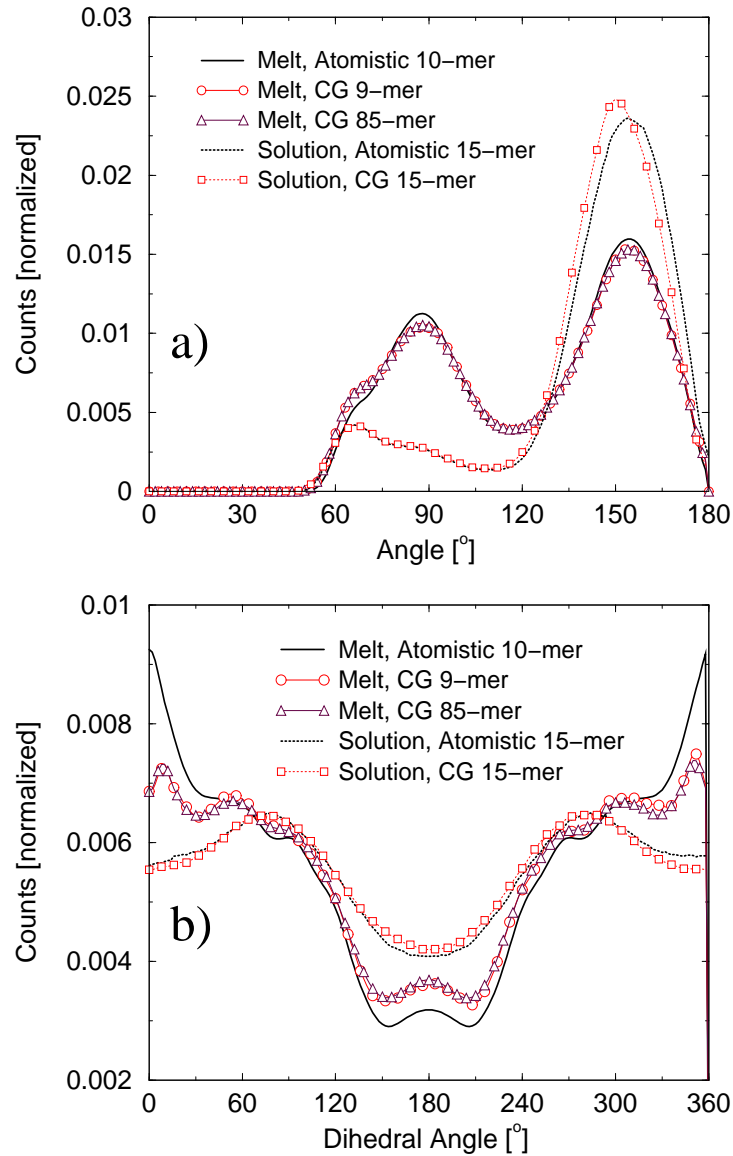 0.03
0.025
0.02
0.015
0.01
0.005
0
Counts [normalized]
Melt, Atomistic 10−mer
Melt, CG 9−mer
Melt, CG 85−mer
Solution, Atomistic 15−mer
Solution, CG 15−mer
a)
0 30 60 90 120 150 180
Angle [°]
0.01
0.008
0.006
0.004
0.002
Counts [normalized]
Melt, Atomistic 10−mer
Melt, CG 9−mer
Melt, CG 85−mer
Solution, Atomistic 15−mer
Solution, CG 15−mer
b)
0 60 120 180 240 300 360
Dihedral Angle [°]